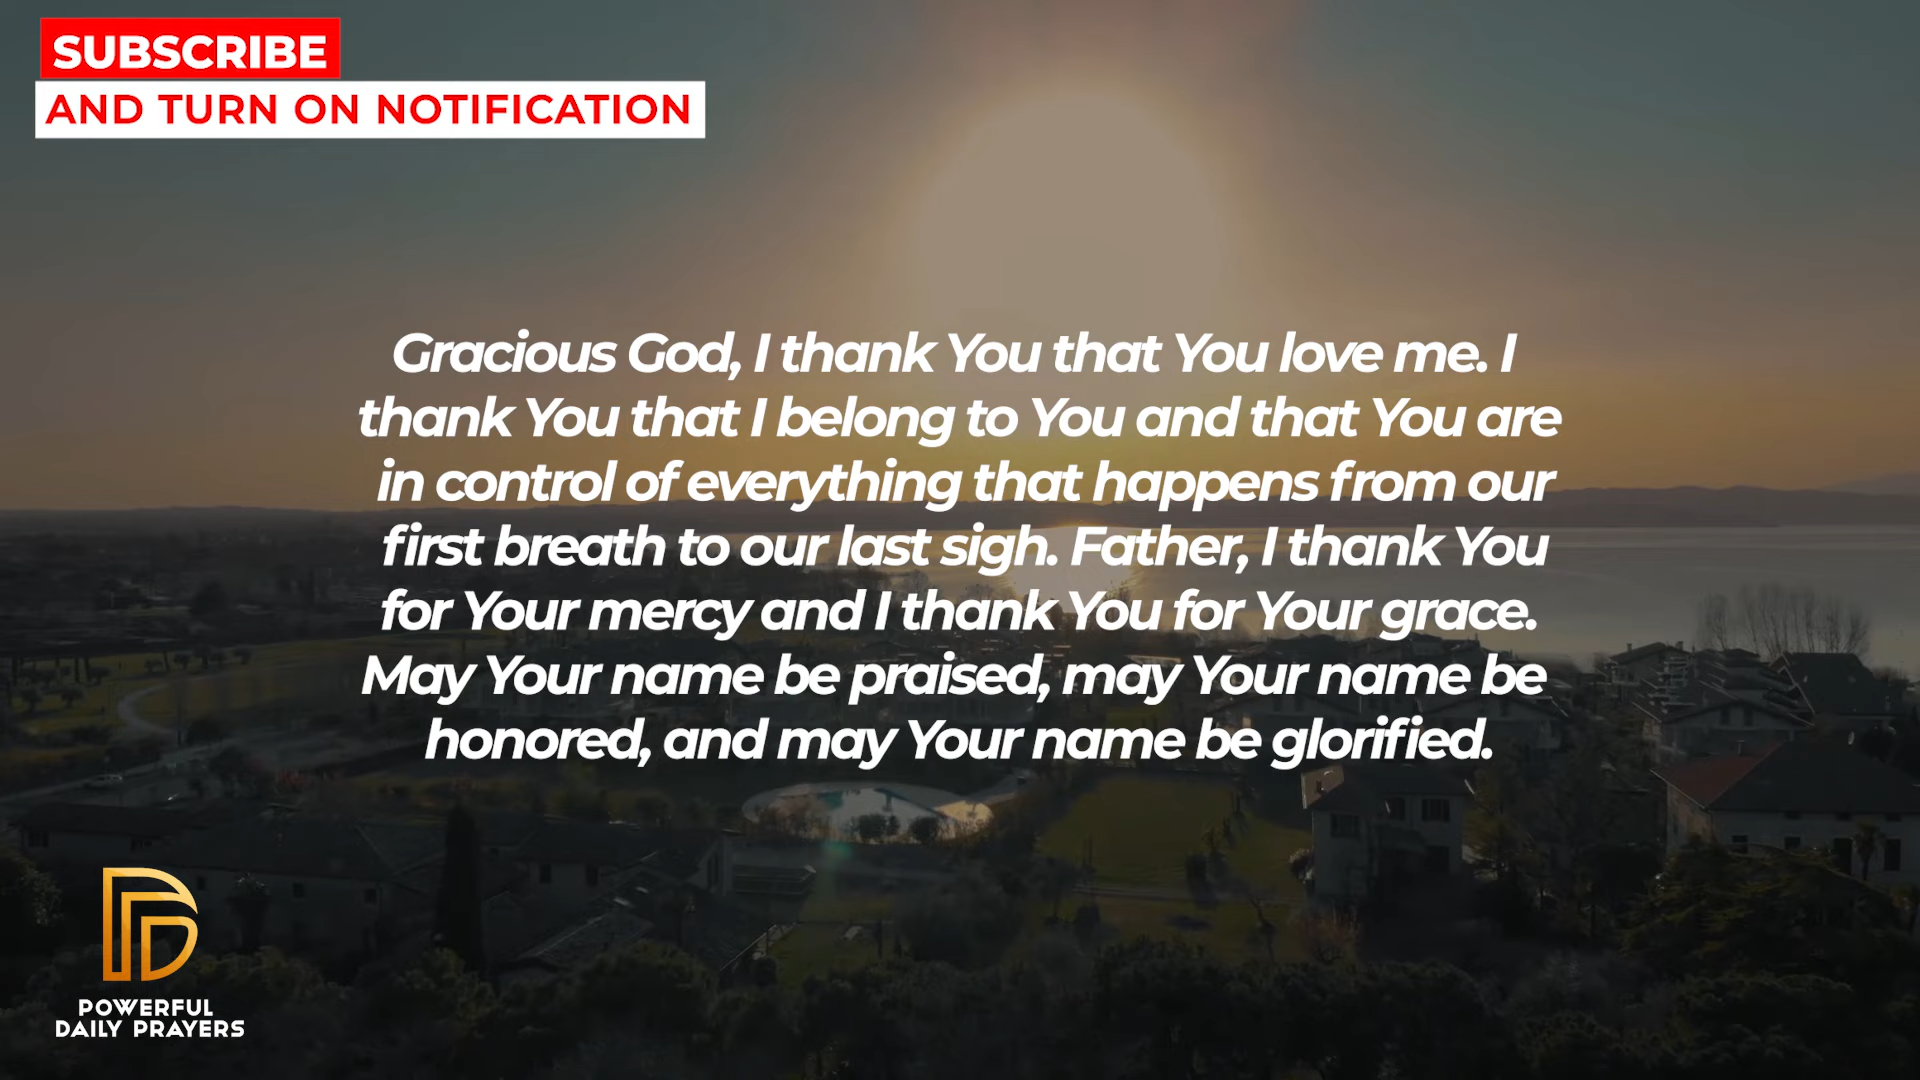 SUBSCRIBE
AND TURN ON NOTIFICATION
Gracious God, I thank You that You love me. I
thank You that I belong to You and that You are
in control of everything that happens from our
first breath to our last sigh. Father, I thank You
for Your mercy and I thank You for Your grace.
May Your name be praised, may Your name be
honored, and may Your name be glorified.
POWERFUL
DAILY PRAYERS